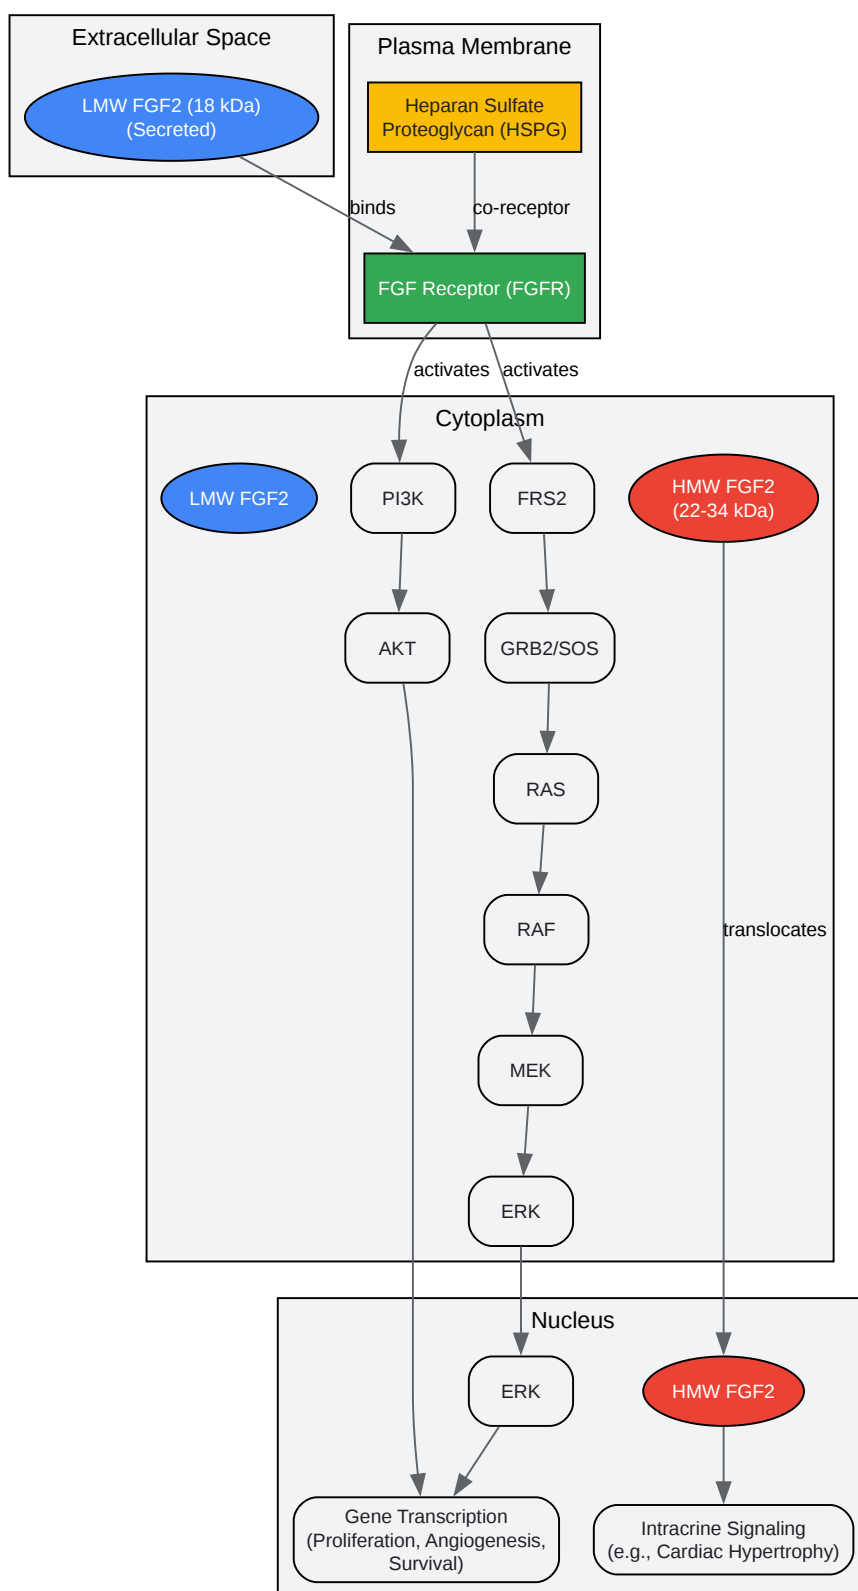 Extracellular Space
LMW FGF2 (18 kDa)
(Secreted)
Plasma Membrane
Heparan Sulfate
Proteoglycan (HSPG)
binds
co-receptor
FGF Receptor (FGFR)
activates
activates
Cytoplasm
LMW FGF2
PI3K
FRS2
HMW FGF2
(22-34 kDa)
AKT
GRB2/SOS
RAS
RAF
translocates
MEK
ERK
Nucleus
ERK
HMW FGF2
Gene Transcription
(Proliferation, Angiogenesis,
Survival)
Intracrine Signaling
(e.g., Cardiac Hypertrophy)